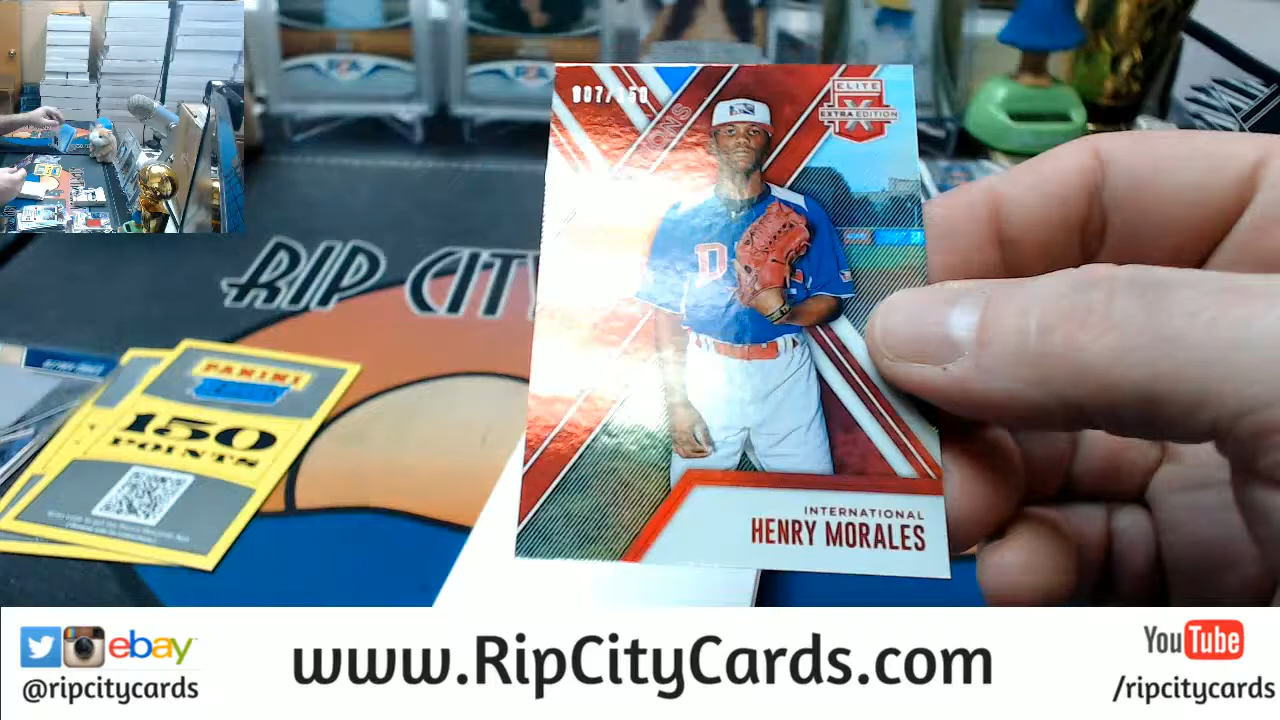 007/150
ELITE
EXTRA EDITION
X
RIP CITY
D
PANINI
150
POINTS
INTERNATIONAL
HENRY MORALES
ebay
@ripcitycards
www.RipCityCards.com
YouTube
/ripcitycards